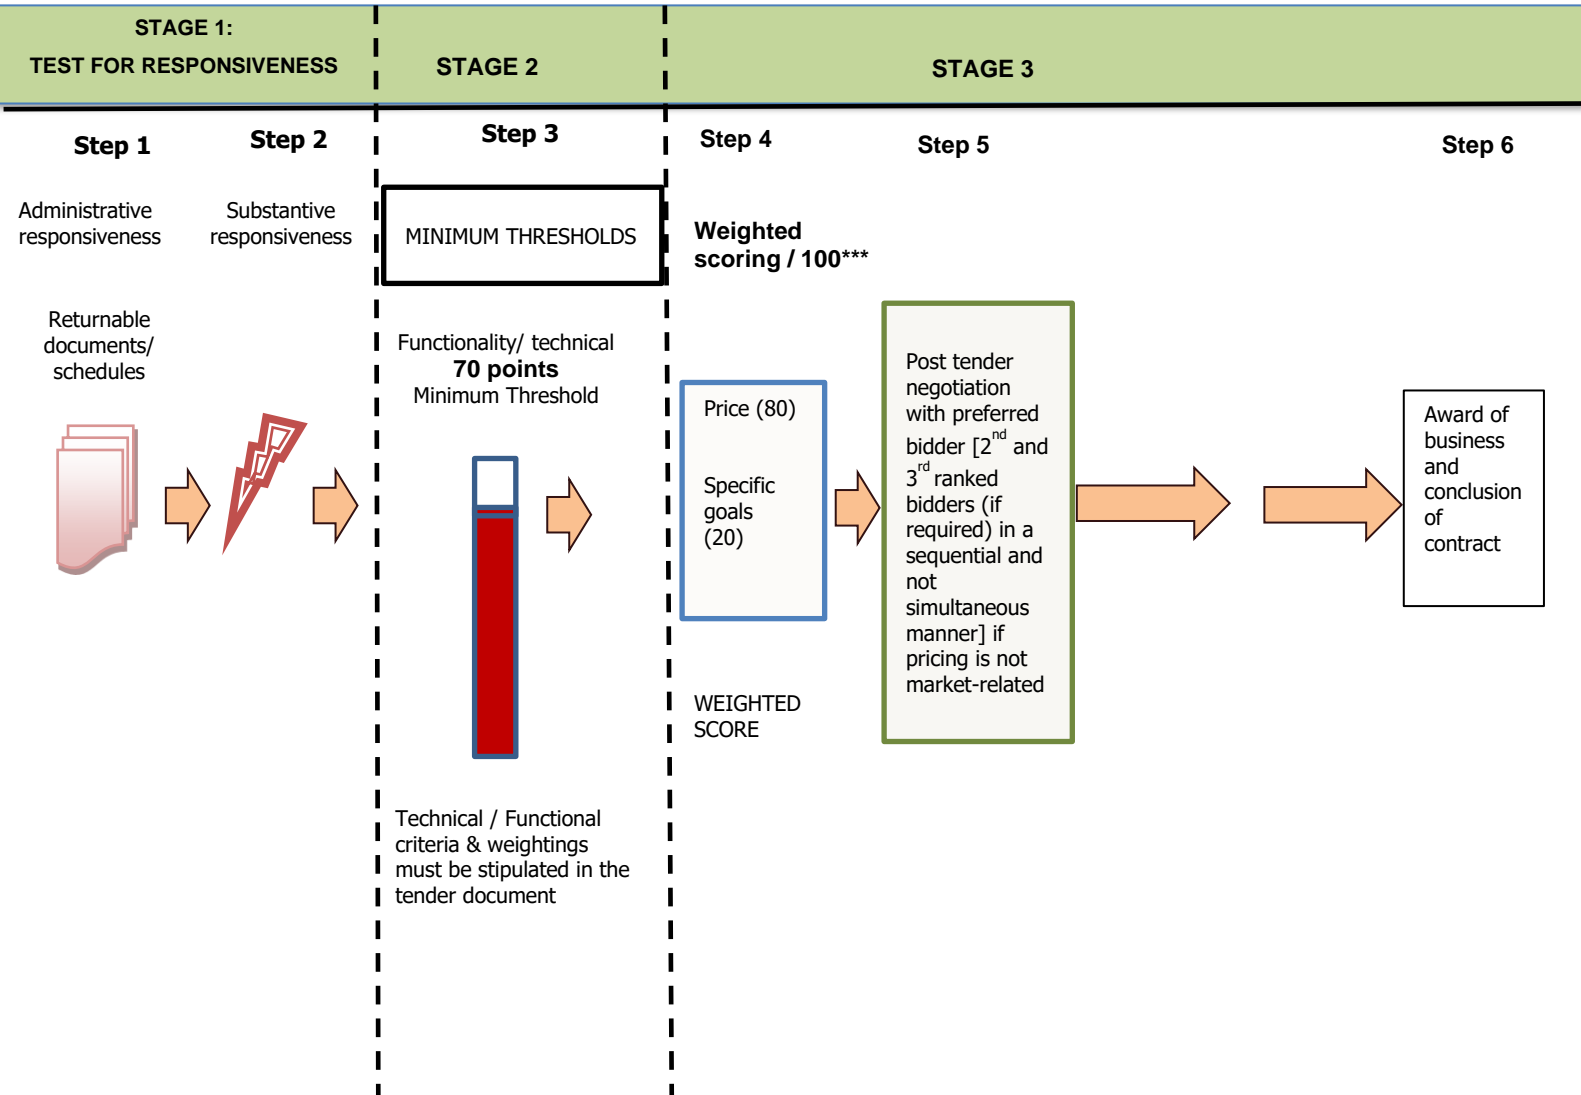 STAGE 1:
TEST FOR RESPONSIVENESS
STAGE 2
STAGE 3
Step 1
Step 2
Step 3
Step 4
Step 5
Step 6
Administrative
responsiveness
Substantive
responsiveness
MINIMUM THRESHOLDS
Weighted
scoring / 100***
Returnable
documents/
schedules
Functionality/ technical
70 points
Minimum Threshold
Technical / Functional
criteria & weightings
must be stipulated in the
tender document
Price (80)
Specific
goals
(20)
WEIGHTED
SCORE
Post tender
negotiation
with preferred
bidder [2nd and
3rd ranked
bidders (if
required) in a
sequential and
not
simultaneous
manner] if
pricing is not
market-related
Award of
business
and
conclusion
of
contract